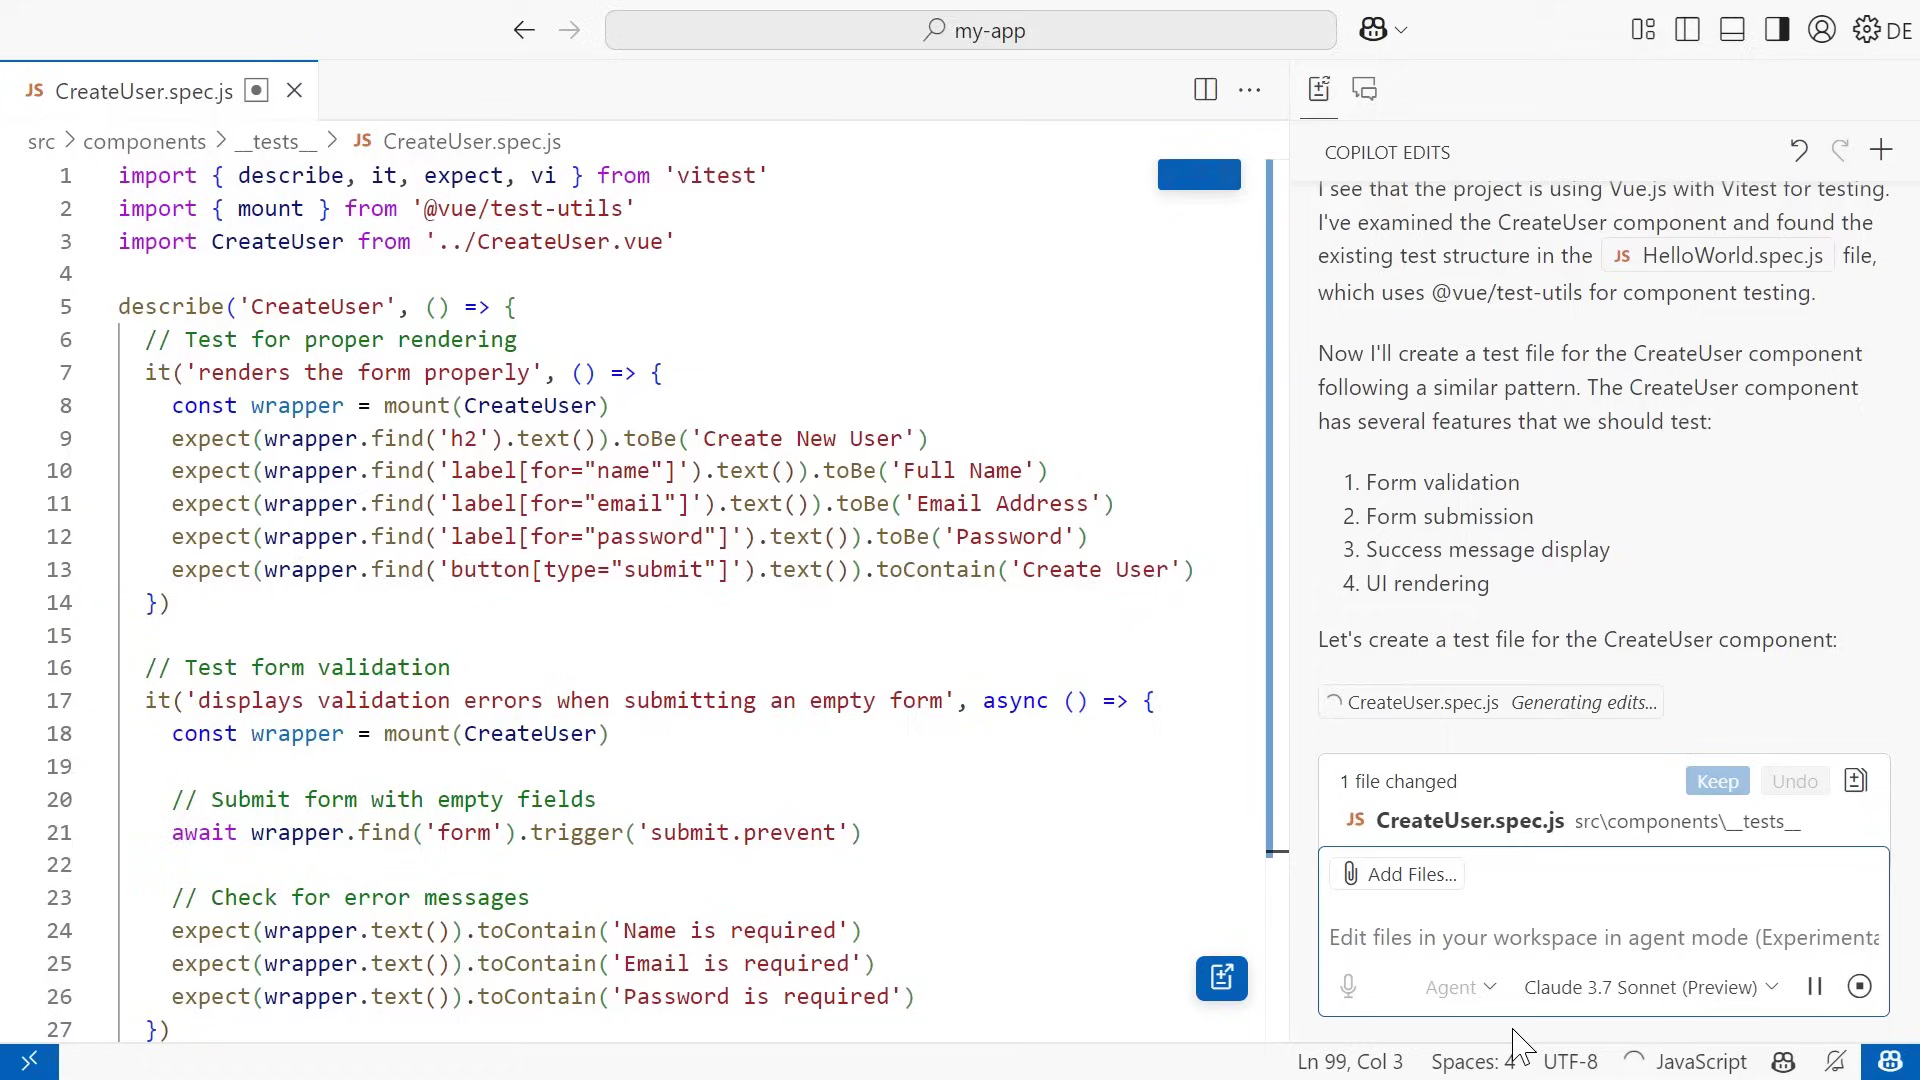 my-app
DE
JS CreateUser.spec.js
src > components > __tests__ > JS CreateUser.spec.js
1 import { describe, it, expect, vi } from 'vitest'
2 import { mount } from '@vue/test-utils'
3 import CreateUser from '../CreateUser.vue'
4
5 describe('CreateUser', () => {
6 // Test for proper rendering
7 it('renders the form properly', () => {
8 const wrapper = mount(CreateUser)
9 expect(wrapper.find('h2').text()).toBe('Create New User')
10 expect(wrapper.find('label[for="name"]').text()).toBe('Full Name')
11 expect(wrapper.find('label[for="email"]').text()).toBe('Email Address')
12 expect(wrapper.find('label[for="password"]').text()).toBe('Password')
13 expect(wrapper.find('button[type="submit"]').text()).toContain('Create User')
14 })
15
16 // Test form validation
17 it('displays validation errors when submitting an empty form', async () => {
18 const wrapper = mount(CreateUser)
19
20 // Submit form with empty fields
21 await wrapper.find('form').trigger('submit.prevent')
22
23 // Check for error messages
24 expect(wrapper.text()).toContain('Name is required')
25 expect(wrapper.text()).toContain('Email is required')
26 expect(wrapper.text()).toContain('Password is required')
27 })
COPILOT EDITS
I see that the project is using Vue.js with Vitest for testing.
I've examined the CreateUser component and found the
existing test structure in the JS HelloWorld.spec.js file,
which uses @vue/test-utils for component testing.
Now I'll create a test file for the CreateUser component
following a similar pattern. The CreateUser component
has several features that we should test:
1. Form validation
2. Form submission
3. Success message display
4. UI rendering
Let's create a test file for the CreateUser component:
CreateUser.spec.js Generating edits...
1 file changed Keep Undo
JS CreateUser.spec.js src\components\__tests__
Add Files...
Edit files in your workspace in agent mode (Experimenta
Agent Claude 3.7 Sonnet (Preview)
Ln 99, Col 3 Spaces: 4 UTF-8 JavaScript